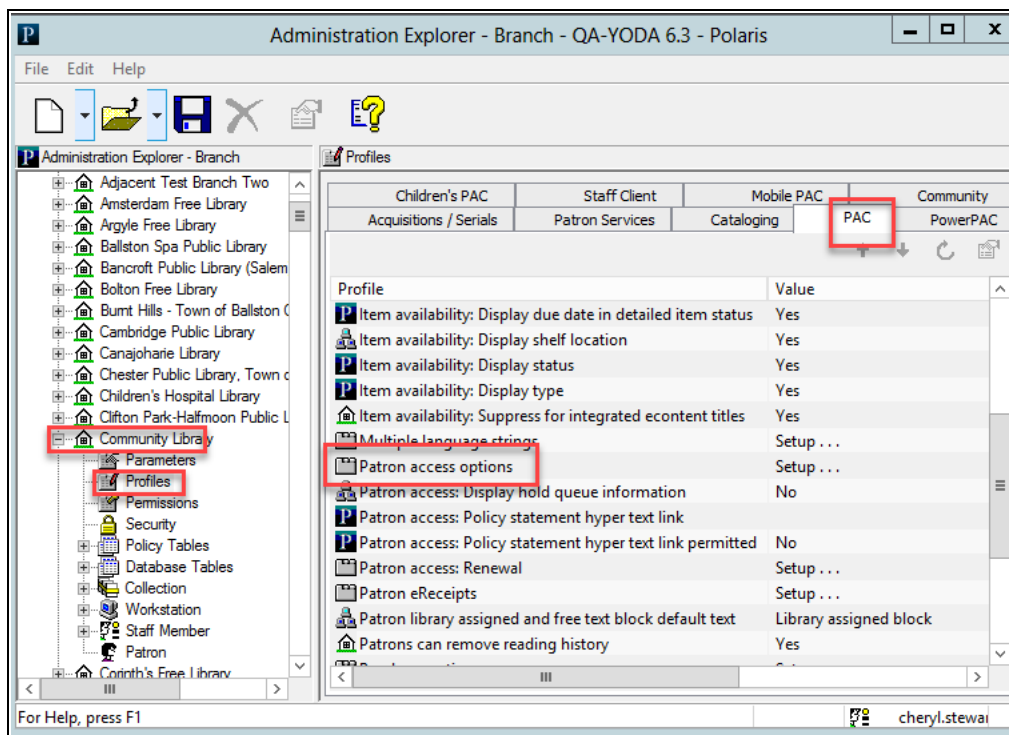 Administration Explorer - Branch - QA-YODA 6.3 - Polaris
File Edit Help
Administration Explorer - Branch
Adjacent Test Branch Two
Amsterdam Free Library
Argyle Free Library
Ballston Spa Public Library
Bancroft Public Library (Salem
Bolton Free Library
Burnt Hills - Town of Ballston C
Cambridge Public Library
Canajoharie Library
Chester Public Library, Town o
Children's Hospital Library
Clifton Park-Halfmoon Public L
Community Library
Parameters
Profiles
Permissions
Security
Policy Tables
Database Tables
Collection
Workstation
Staff Member
Patron
Corinth's Free Library
Profiles
Children's PAC Staff Client Mobile PAC Community
Acquisitions / Serials Patron Services Cataloging PAC PowerPAC
Profile Value
Item availability: Display due date in detailed item status Yes
Item availability: Display shelf location Yes
Item availability: Display status Yes
Item availability: Display type Yes
Item availability: Suppress for integrated econtent titles Yes
Multiple language strings Setup . . .
Patron access options Setup . . .
Patron access: Display hold queue information No
Patron access: Policy statement hyper text link
Patron access: Policy statement hyper text link permitted No
Patron access: Renewal Setup . . .
Patron eReceipts Setup . . .
Patron library assigned and free text block default text Library assigned block
Patrons can remove reading history Yes
For Help, press F1
cheryl.stewar